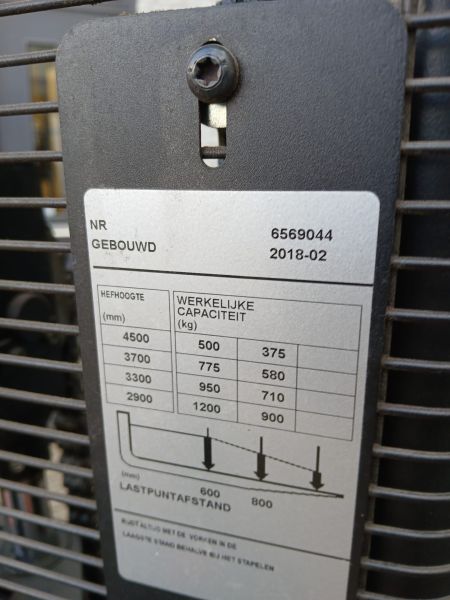 NR 6569044
GEBOUWD 2018-02
HEFHOOGTE
(mm)
WERKELIJKE
CAPACITEIT
(kg)
4500 500 375
3700 775 580
3300 950 710
2900 1200 900
(mm) 600 800
LASTPUNTAFSTAND
RIJDT ALTIJD MET DE VORKEN IN DE
LAAGSTE STAND BEHALVE BIJ HET STAPELEN